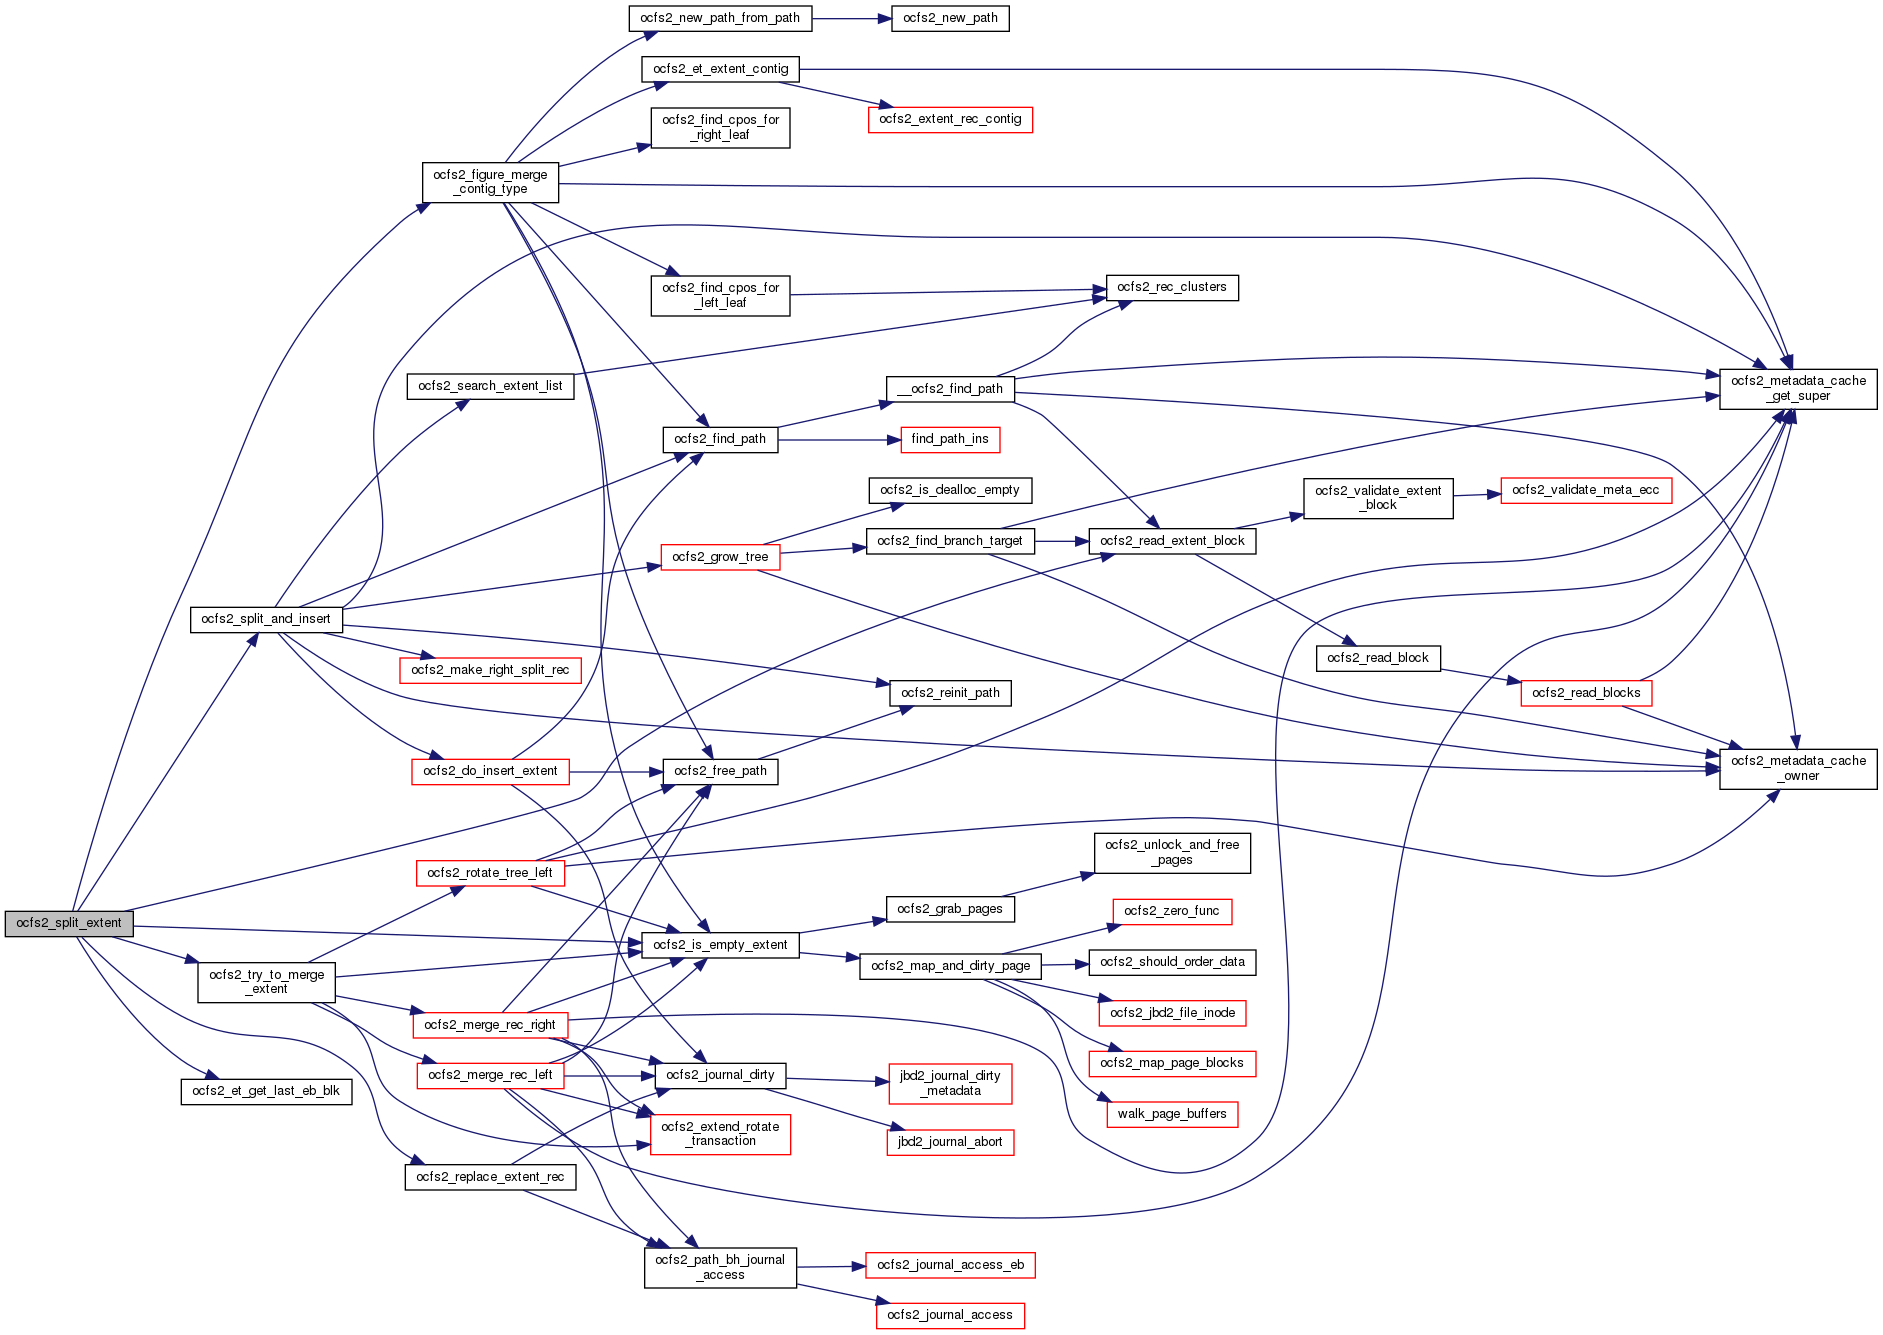 ocfs2_split_extent
ocfs2_figure_merge
_contig_type
ocfs2_split_and_insert
ocfs2_try_to_merge
_extent
ocfs2_et_get_last_eb_blk
ocfs2_search_extent_list
ocfs2_make_right_split_rec
ocfs2_do_insert_extent
ocfs2_rotate_tree_left
ocfs2_merge_rec_right
ocfs2_merge_rec_left
ocfs2_replace_extent_rec
ocfs2_new_path_from_path
ocfs2_et_extent_contig
ocfs2_find_cpos_for
_right_leaf
ocfs2_find_cpos_for
_left_leaf
ocfs2_find_path
ocfs2_grow_tree
ocfs2_free_path
ocfs2_is_empty_extent
ocfs2_journal_dirty
ocfs2_extend_rotate
_transaction
ocfs2_path_bh_journal
_access
ocfs2_new_path
ocfs2_extent_rec_contig
__ocfs2_find_path
find_path_ins
ocfs2_is_dealloc_empty
ocfs2_find_branch_target
ocfs2_reinit_path
ocfs2_grab_pages
ocfs2_map_and_dirty_page
jbd2_journal_dirty
_metadata
jbd2_journal_abort
ocfs2_journal_access_eb
ocfs2_journal_access
ocfs2_rec_clusters
ocfs2_read_extent_block
ocfs2_unlock_and_free
_pages
ocfs2_zero_func
ocfs2_should_order_data
ocfs2_jbd2_file_inode
ocfs2_map_page_blocks
walk_page_buffers
ocfs2_validate_extent
_block
ocfs2_read_block
ocfs2_validate_meta_ecc
ocfs2_read_blocks
ocfs2_metadata_cache
_get_super
ocfs2_metadata_cache
_owner